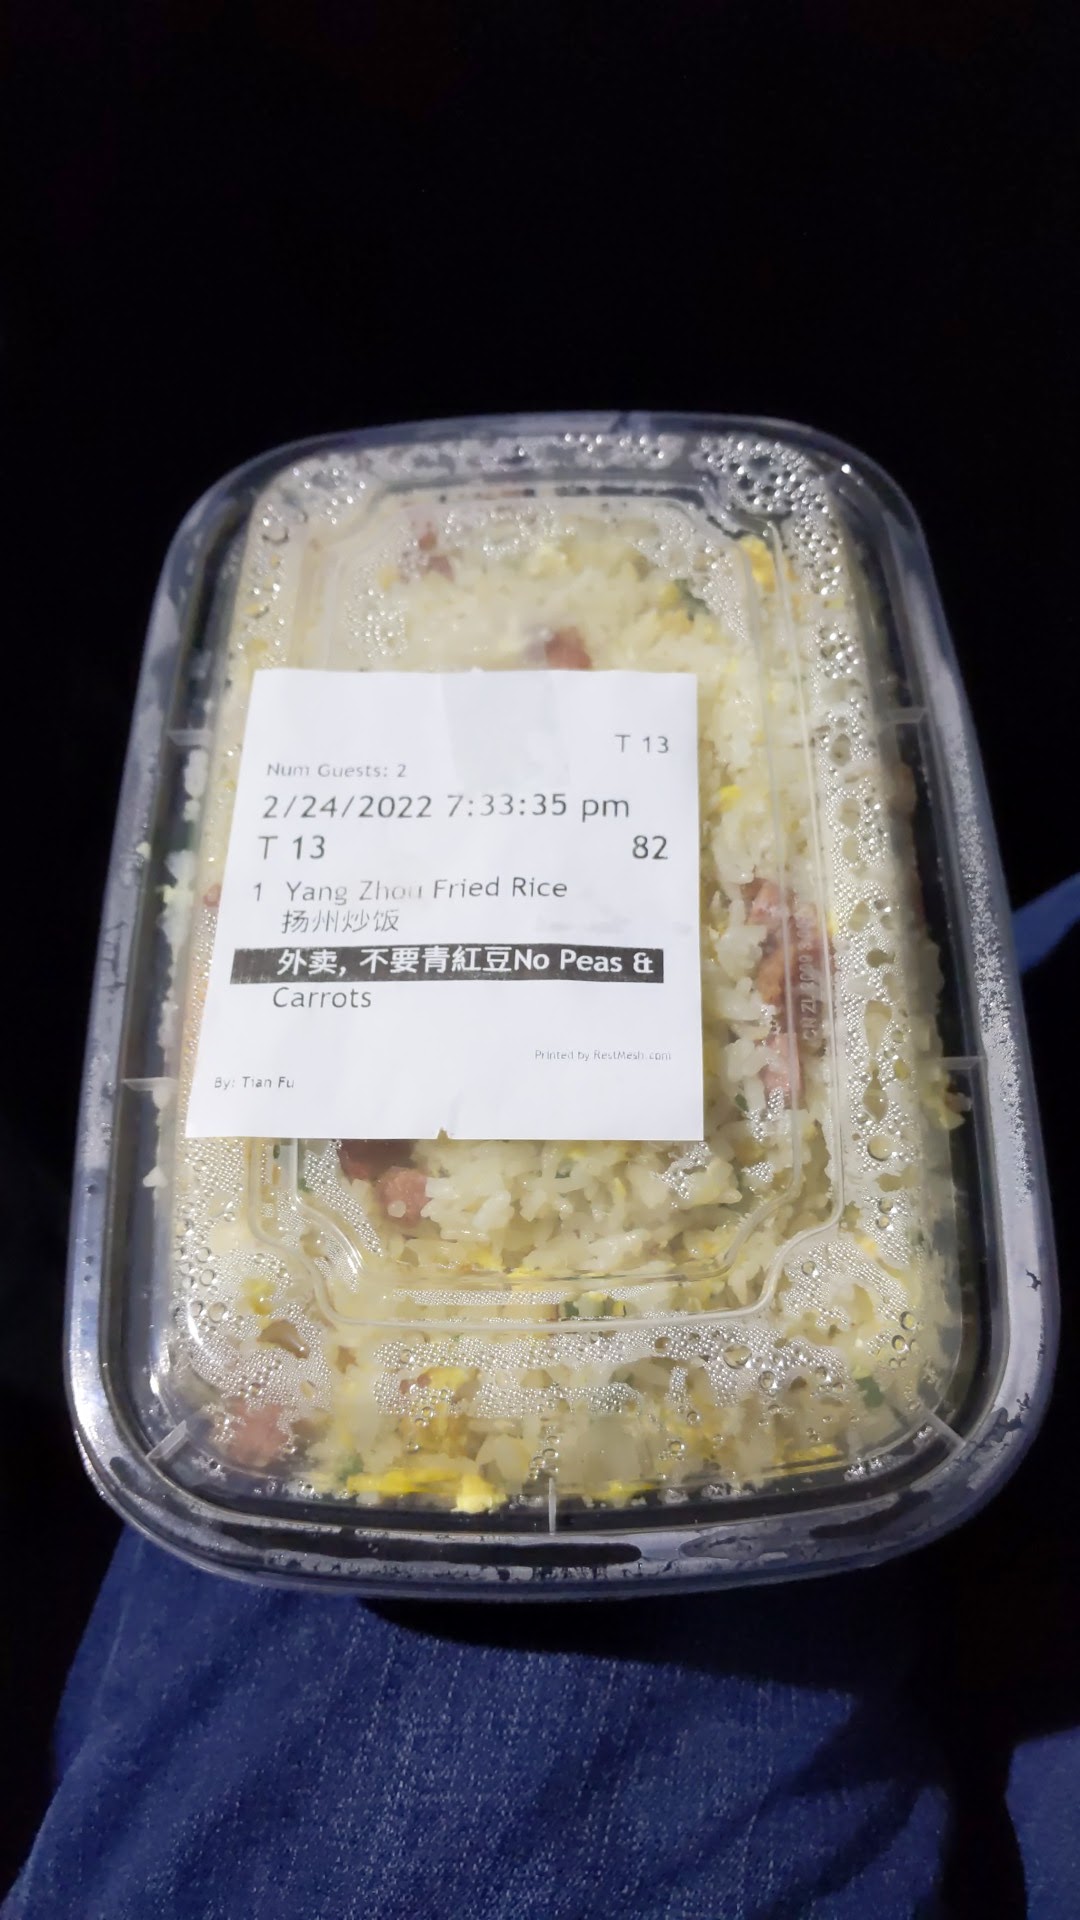 T 13
Num Guests: 2
2/24/2022 7:33:35 pm
T 13 82
1 Yang Zhou Fried Rice
扬州炒饭
外卖, 不要青紅豆No Peas &
Carrots
Printed by RestMesh.com
By: Tian Fu